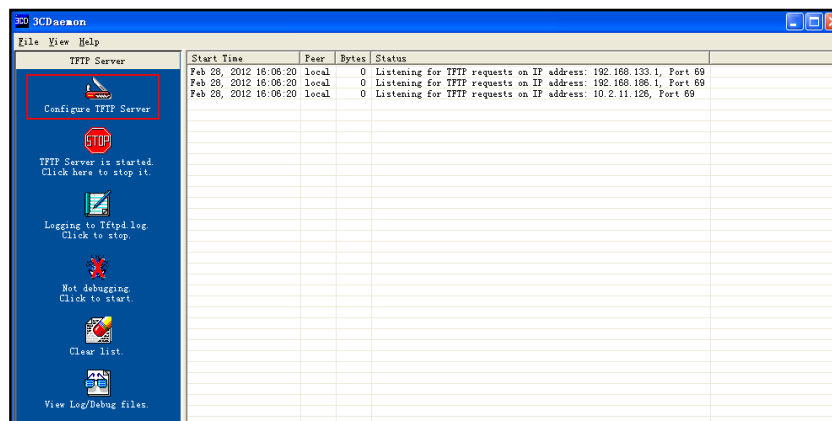 3CD 3CDaemon
File View Help
TFTP Server
Configure TFTP Server
STOP
TFTP Server is started.
Click here to stop it.
Logging to Tftpd.log.
Click to stop.
Not debugging.
Click to start.
Clear list.
View Log/Debug files.
Start Time Peer Bytes Status
Feb 28, 2012 16:06:20 local 0 Listening for TFTP requests on IP address: 192.168.133.1, Port 69
Feb 28, 2012 16:06:20 local 0 Listening for TFTP requests on IP address: 192.168.186.1, Port 69
Feb 28, 2012 16:06:20 local 0 Listening for TFTP requests on IP address: 10.2.11.126, Port 69